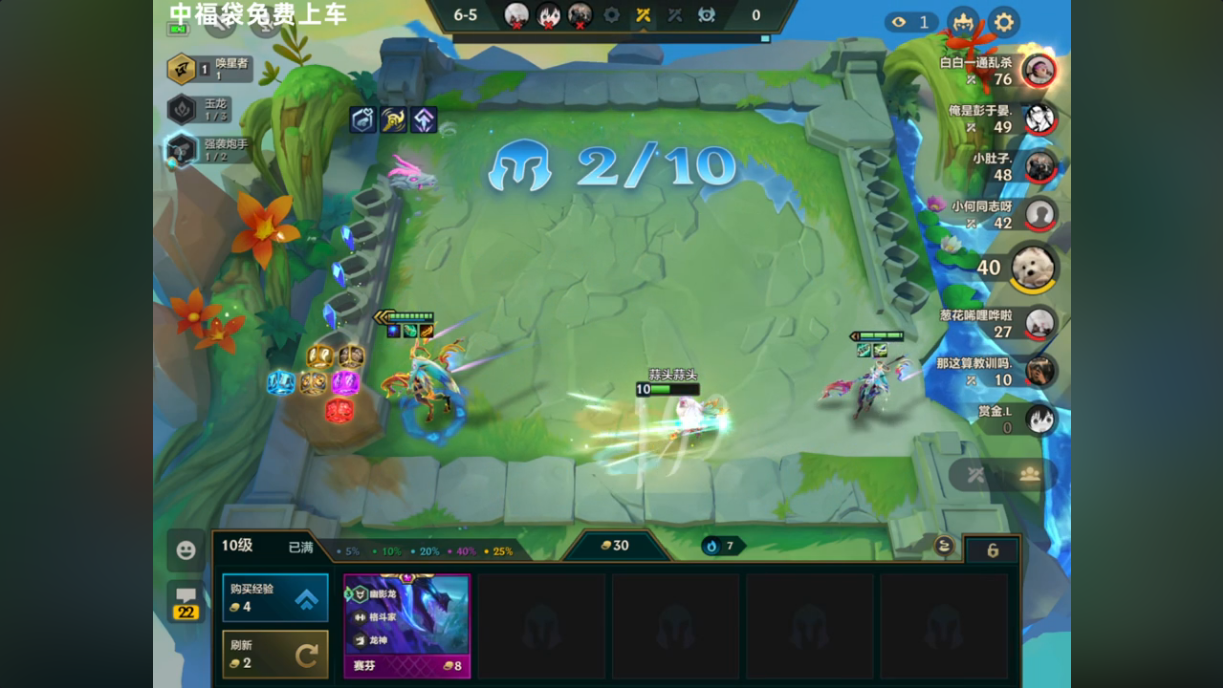 中福袋免费上车
6-5
0
1
1
唤星者
1
玉龙
1/3
强袭炮手
1/2
2/10
白白一通乱杀
76
俺是彭于晏.
49
小肚子.
48
小何同志呀
42
40
葱花唏哩哗啦
27
那这算教训吗.
10
赏金.L
0
蒜头蒜头
10
10级
已满
5%
10%
20%
40%
25%
30
7
6
购买经验
4
刷新
2
22
幽影龙
格斗家
龙神
赛芬
8